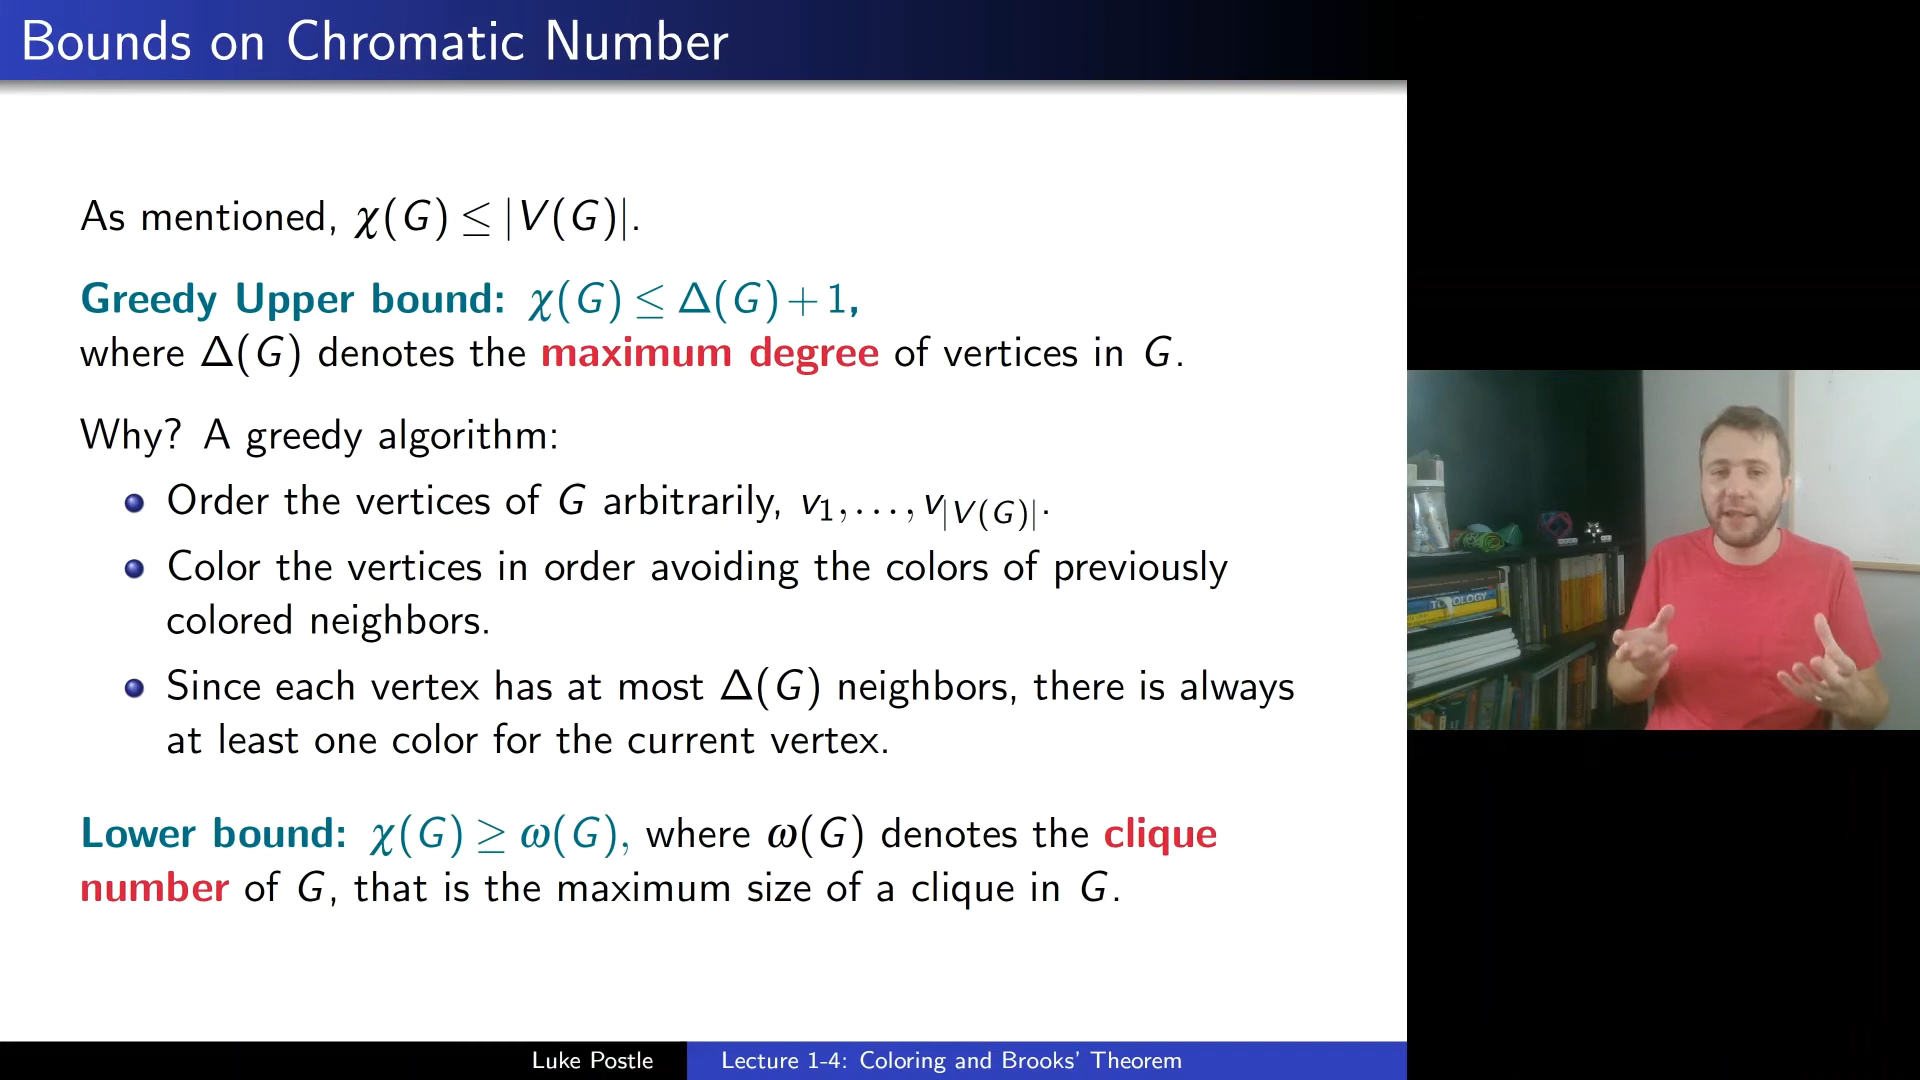 Bounds on Chromatic Number
As mentioned, χ(G) ≤ |V(G)|.
Greedy Upper bound: χ(G) ≤ Δ(G)+1,
where Δ(G) denotes the maximum degree of vertices in G.
Why? A greedy algorithm:
Order the vertices of G arbitrarily, v₁,…,v_{|V(G)|}.
Color the vertices in order avoiding the colors of previously
colored neighbors.
Since each vertex has at most Δ(G) neighbors, there is always
at least one color for the current vertex.
Lower bound: χ(G) ≥ ω(G), where ω(G) denotes the clique
number of G, that is the maximum size of a clique in G.
TOPOLOGY
Luke Postle
Lecture 1-4: Coloring and Brooks' Theorem